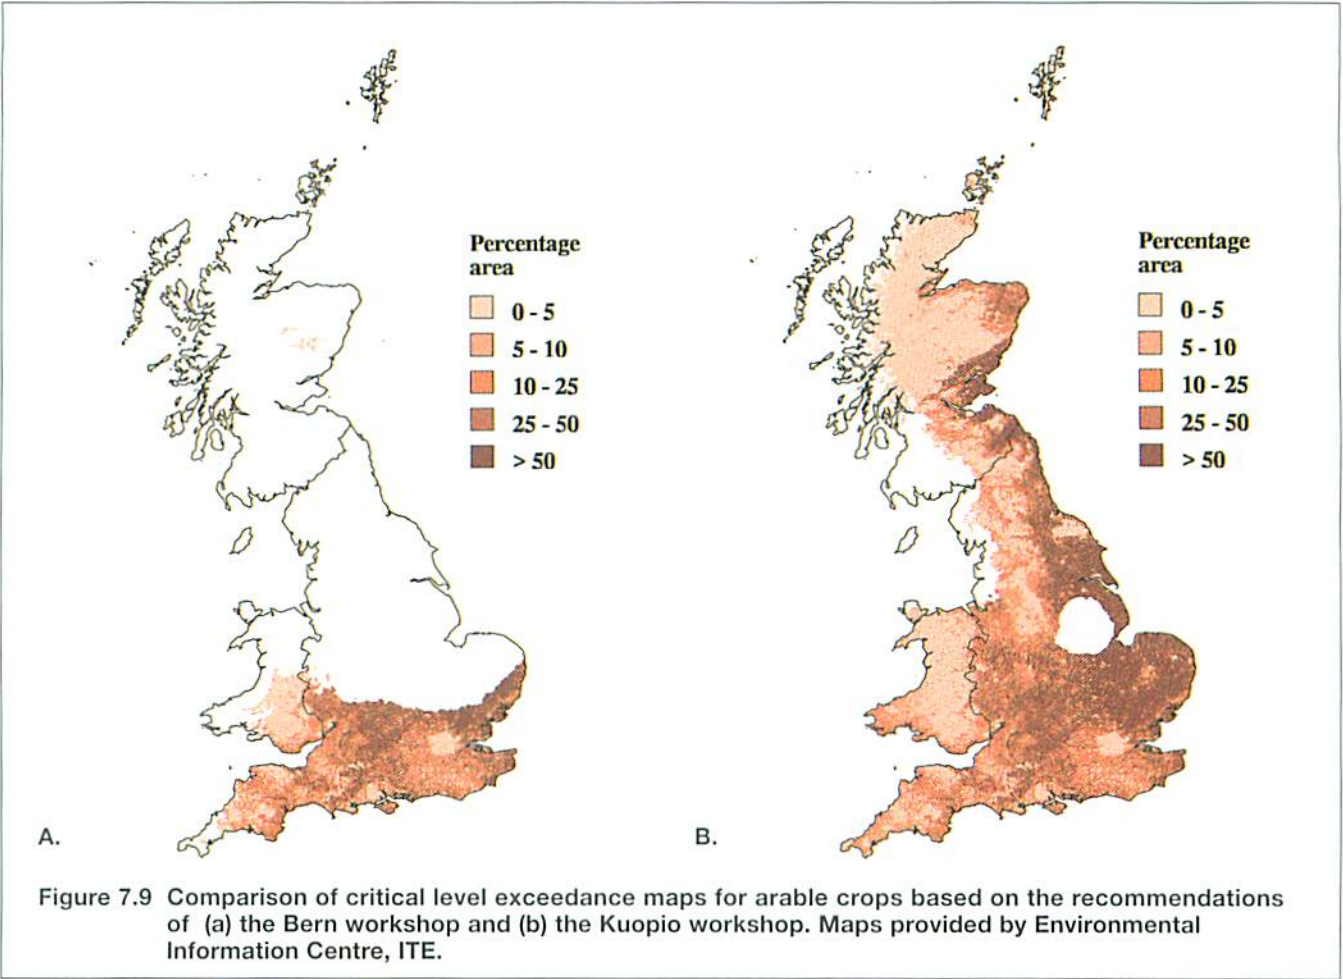 Percentage
area
0 - 5
5 - 10
10 - 25
25 - 50
> 50
A.
Percentage
area
0 - 5
5 - 10
10 - 25
25 - 50
> 50
B.
Figure 7.9 Comparison of critical level exceedance maps for arable crops based on the recommendations
of (a) the Bern workshop and (b) the Kuopio workshop. Maps provided by Environmental
Information Centre, ITE.